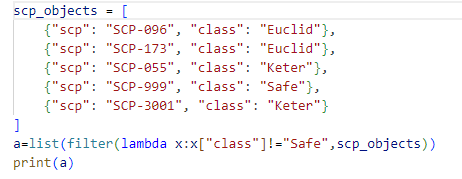 scp_objects = [
    {"scp": "SCP-096", "class": "Euclid"},
    {"scp": "SCP-173", "class": "Euclid"},
    {"scp": "SCP-055", "class": "Keter"},
    {"scp": "SCP-999", "class": "Safe"},
    {"scp": "SCP-3001", "class": "Keter"}
]
a=list(filter(lambda x:x["class"]!="Safe",scp_objects))
print(a)